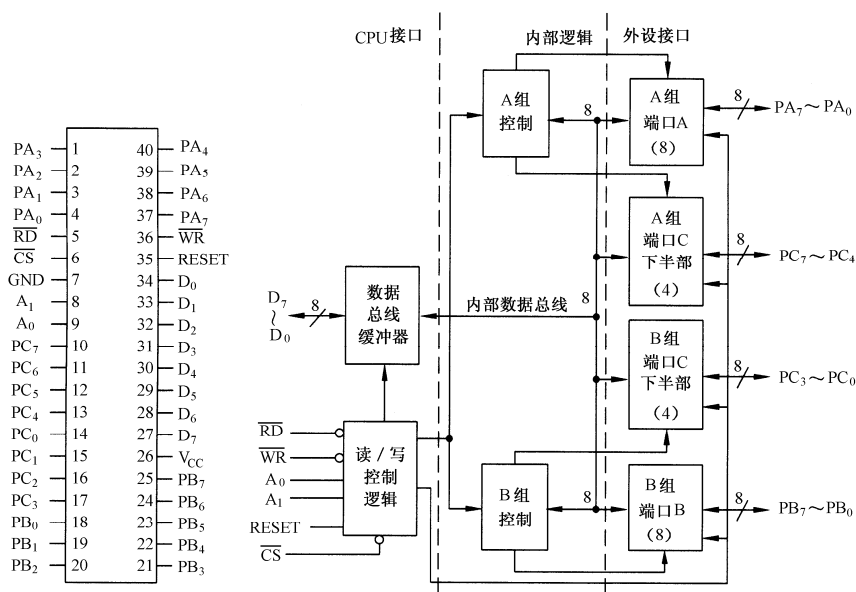 CPU接口
内部逻辑
外设接口
PA₃ 1 40 PA₄
PA₂ 2 39 PA₅
PA₁ 3 38 PA₆
PA₀ 4 37 PA₇
R̅D̅ 5 36 W̅R̅
C̅S̅ 6 35 RESET
GND 7 34 D₀
A₁ 8 33 D₁
A₀ 9 32 D₂
PC₇ 10 31 D₃
PC₆ 11 30 D₄
PC₅ 12 29 D₅
PC₄ 13 28 D₆
PC₀ 14 27 D₇
PC₁ 15 26 V_CC
PC₂ 16 25 PB₇
PC₃ 17 24 PB₆
PB₀ 18 23 PB₅
PB₁ 19 22 PB₄
PB₂ 20 21 PB₃
D₇
~
D₀
8
数据
总线
缓冲器
R̅D̅
W̅R̅
A₀
A₁
RESET
C̅S̅
读/写
控制
逻辑
A组
控制
8
内部数据总线
8
B组
控制
8
A组
端口A
(8)
8
PA₇~PA₀
A组
端口C
下半部
(4)
8
PC₇~PC₄
B组
端口C
下半部
(4)
8
PC₃~PC₀
B组
端口B
(8)
8
PB₇~PB₀